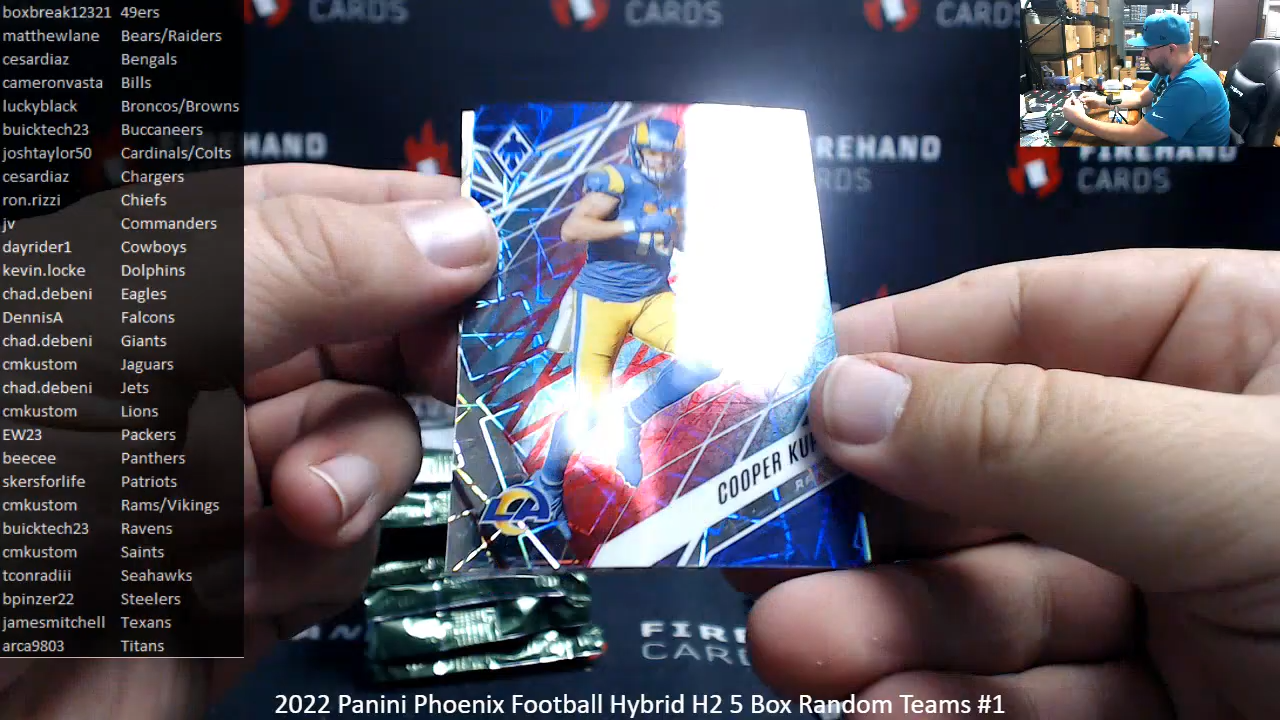 boxbreak12321 49ers
matthewlane Bears/Raiders
cesardiaz Bengals
cameronvasta Bills
luckyblack Broncos/Browns
buicktech23 Buccaneers
joshtaylor50 Cardinals/Colts
cesardiaz Chargers
ron.rizzi Chiefs
jv Commanders
dayrider1 Cowboys
kevin.locke Dolphins
chad.debeni Eagles
DennisA Falcons
chad.debeni Giants
cmkustom Jaguars
chad.debeni Jets
cmkustom Lions
EW23 Packers
beecee Panthers
skersforlife Patriots
cmkustom Rams/Vikings
buicktech23 Ravens
cmkustom Saints
tconradiii Seahawks
bpinzer22 Steelers
jamesmitchell Texans
arca9803 Titans
CARDS
CARDS
FIREHAND
CARDS
COOPER
LA
2022 Panini Phoenix Football Hybrid H2 5 Box Random Teams #1